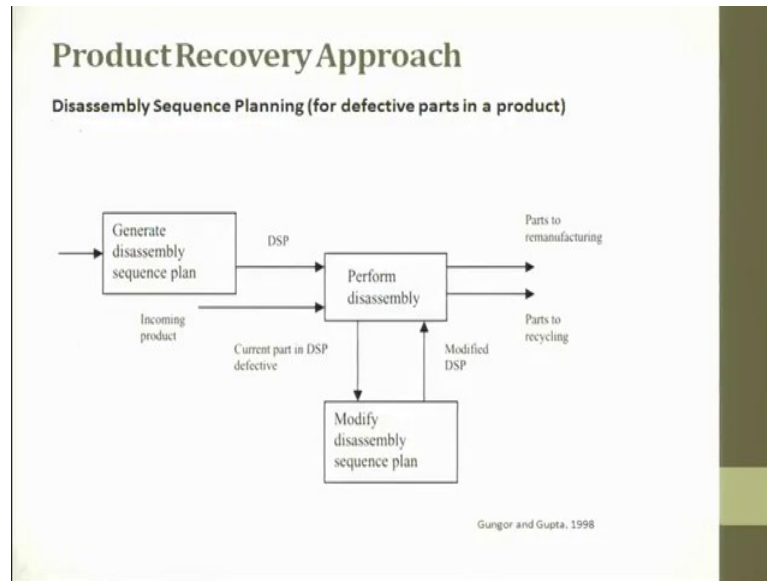 Product Recovery Approach
Disassembly Sequence Planning (for defective parts in a product)
Generate
disassembly
sequence plan
DSP
Incoming
product
Perform
disassembly
Parts to
remanufacturing
Parts to
recycling
Current part in DSP
defective
Modified
DSP
Modify
disassembly
sequence plan
Gungor and Gupta, 1998